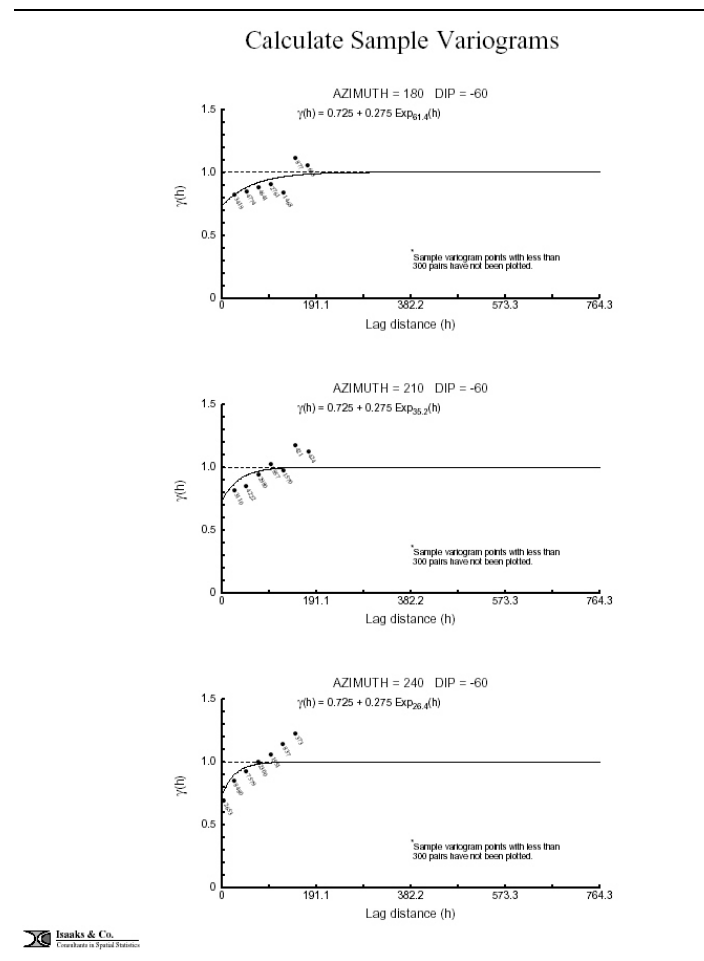 Calculate Sample Variograms
AZIMUTH = 180 DIP = -60
γ(h) = 0.725 + 0.275 Exp61.4(h)
1.5
1.0
0.5
0
γ(h)
*Sample variogram points with less than
300 pairs have not been plotted.
0 191.1 382.2 573.3 764.3
Lag distance (h)
AZIMUTH = 210 DIP = -60
γ(h) = 0.725 + 0.275 Exp35.2(h)
1.5
1.0
0.5
0
γ(h)
*Sample variogram points with less than
300 pairs have not been plotted.
0 191.1 382.2 573.3 764.3
Lag distance (h)
AZIMUTH = 240 DIP = -60
γ(h) = 0.725 + 0.275 Exp26.4(h)
1.5
1.0
0.5
0
γ(h)
*Sample variogram points with less than
300 pairs have not been plotted.
0 191.1 382.2 573.3 764.3
Lag distance (h)
Isaaks & Co.
Consultants in Spatial Statistics